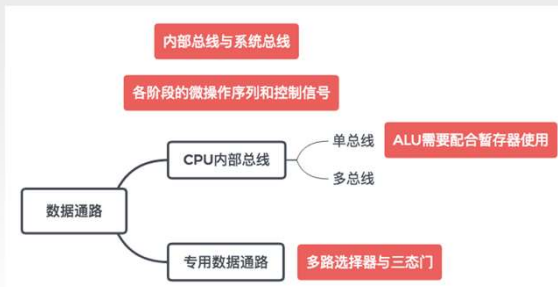 内部总线与系统总线
各阶段的微操作序列和控制信号
单总线
ALU需要配合暂存器使用
CPU内部总线
多总线
数据通路
专用数据通路
多路选择器与三态门